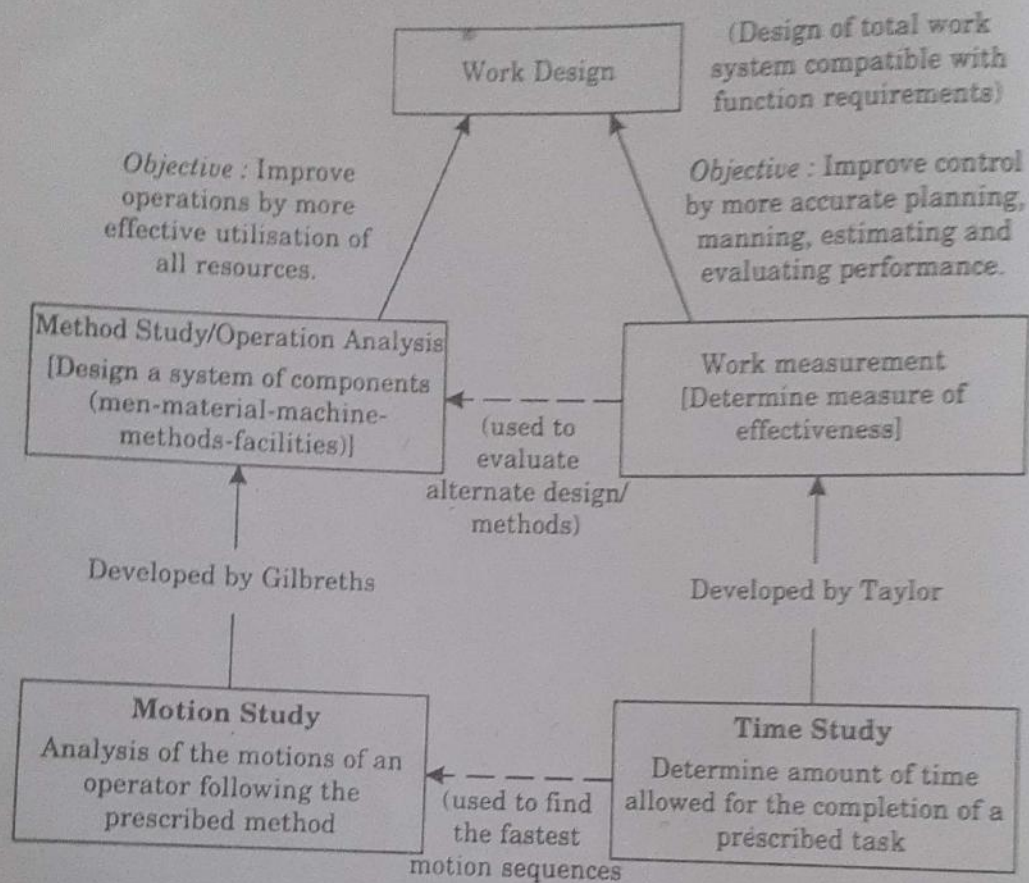 Work Design
(Design of total work
system compatible with
function requirements)
Objective : Improve
operations by more
effective utilisation of
all resources.
Objective : Improve control
by more accurate planning,
manning, estimating and
evaluating performance.
Method Study/Operation Analysis
[Design a system of components
(men-material-machine-
methods-facilities)]
(used to
evaluate
alternate design/
methods)
Work measurement
[Determine measure of
effectiveness]
Developed by Gilbreths
Developed by Taylor
Motion Study
Analysis of the motions of an
operator following the
prescribed method
(used to find
the fastest
motion sequences
Time Study
Determine amount of time
allowed for the completion of a
prescribed task